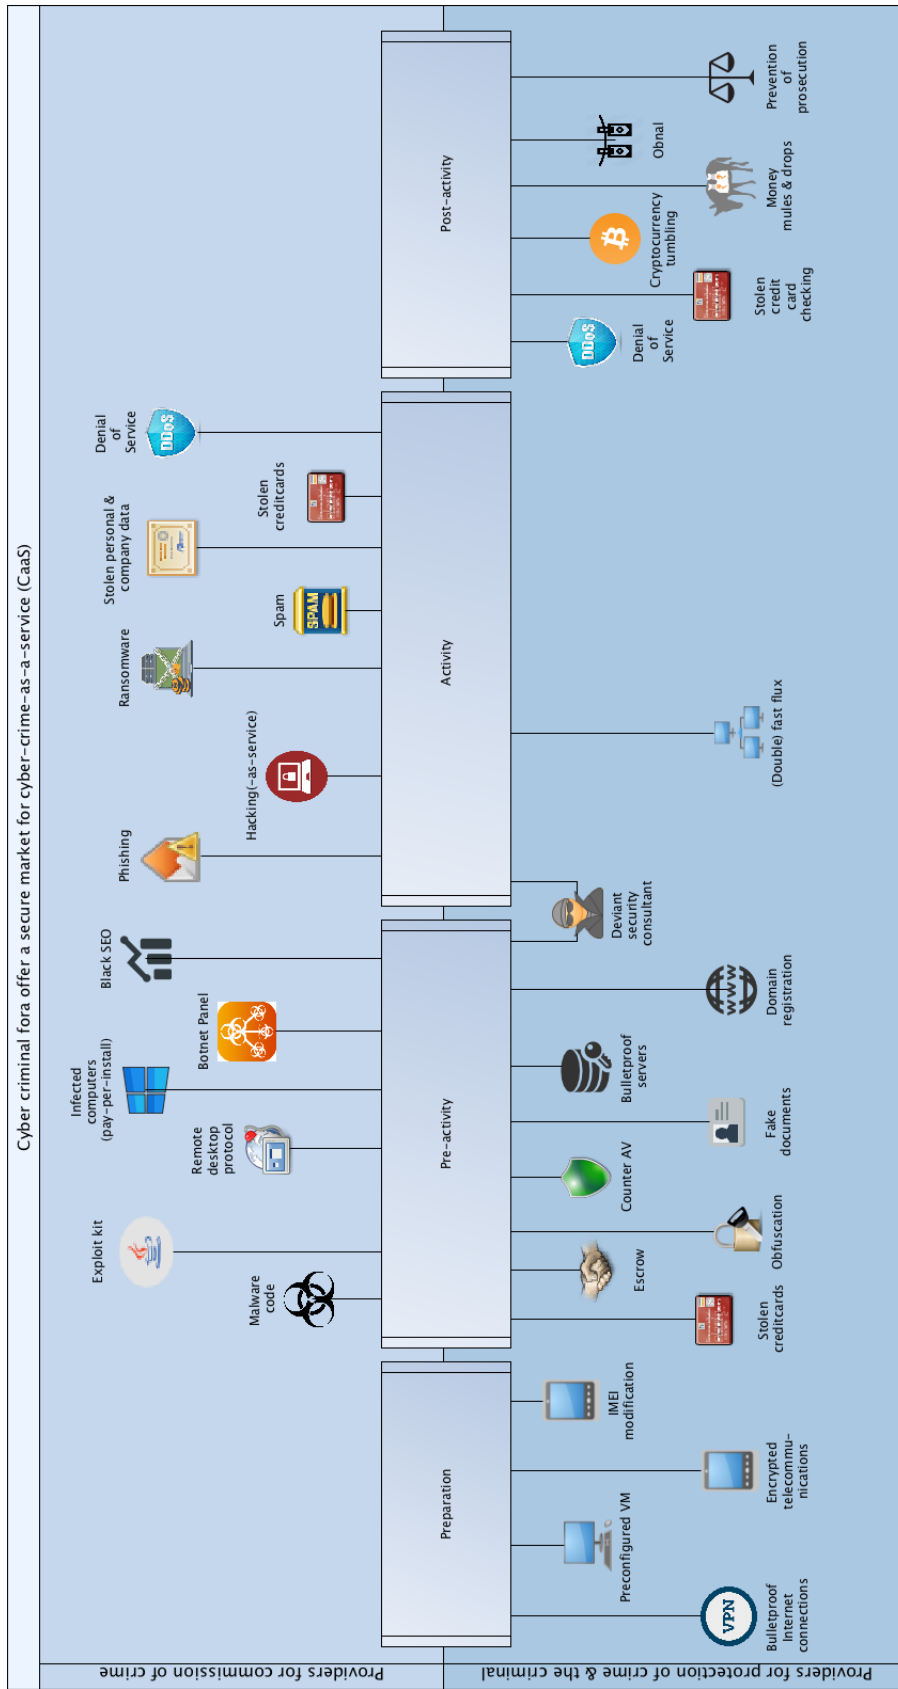 Cyber criminal fora offer a secure market for cyber-crime-as-a-service (CaaS)
Providers for commission of crime
Exploit kit
Malware
code
Infected
computers
(pay-per-install)
Remote
desktop
protocol
Black SEO
Botnet Panel
Phishing
Hacking(-as-service)
Ransomware
Spam
Stolen personal &
company data
Stolen
creditcards
Denial
of
Service
DDoS
SPAM
Preparation
Pre-activity
Activity
Post-activity
Providers for protection of crime & the criminal
VPN
Bulletproof
Internet
connections
Preconfigured VM
Encrypted
telecommu-
nications
IMEI
modification
Stolen
creditcards
Escrow
Obfuscation
Counter AV
Fake
documents
Bulletproof
servers
WWW
Domain
registration
Deviant
security
consultant
(Double) fast flux
DDoS
Denial
of
Service
Stolen
credit
card
checking
Cryptocurrency
tumbling
Money
mules & drops
Obnal
Prevention
of
prosecution